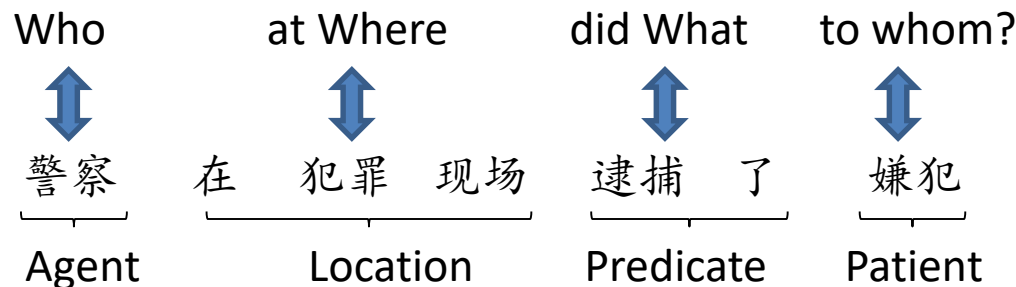 Who at Where did What to whom?
警察 在 犯罪 现场 逮捕 了 嫌犯
Agent Location Predicate Patient